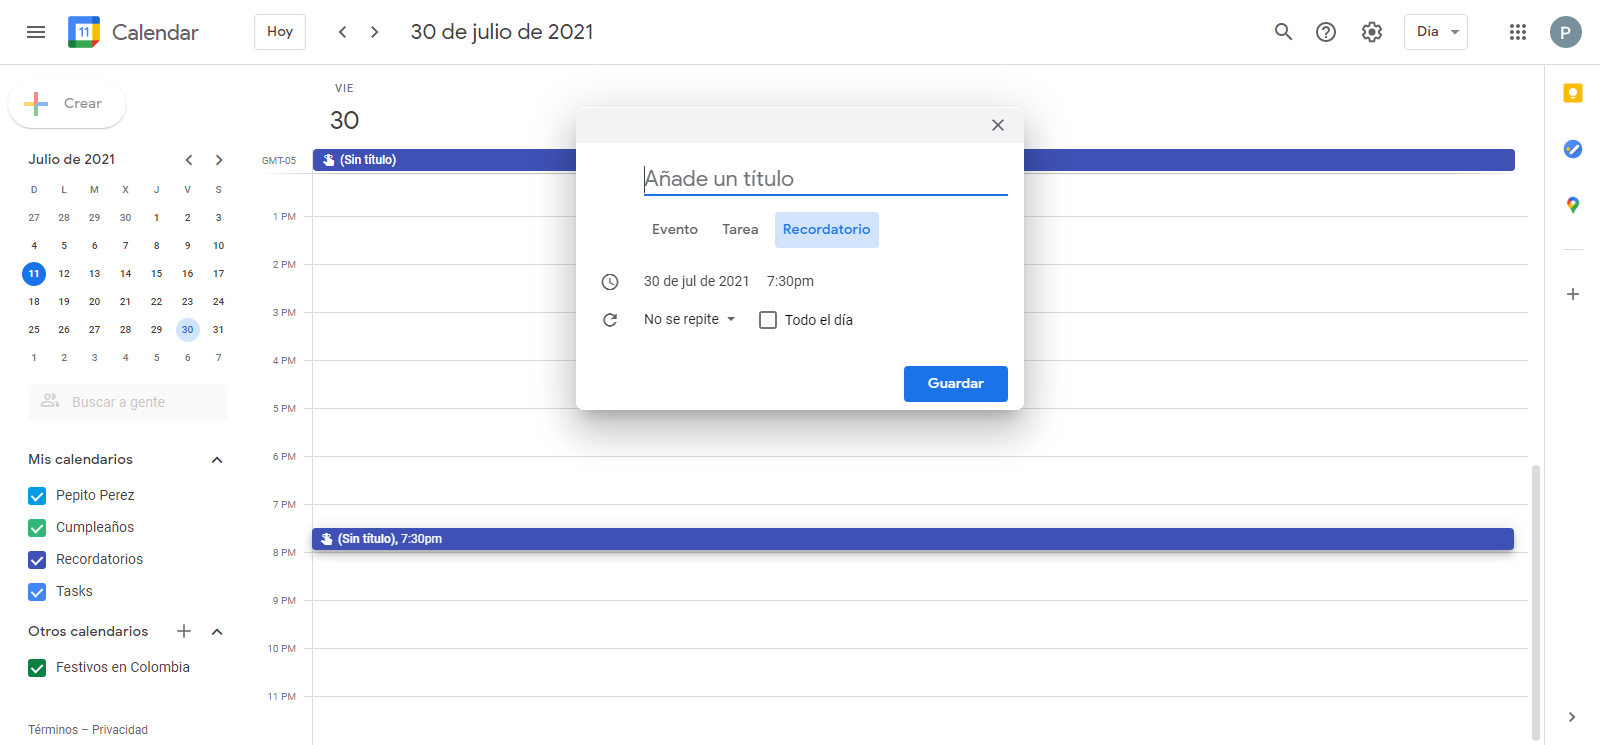 11 Calendar Hoy 30 de julio de 2021 Día P
VIE
30
Crear
Julio de 2021
D L M X J V S
27 28 29 30 1 2 3
4 5 6 7 8 9 10
11 12 13 14 15 16 17
18 19 20 21 22 23 24
25 26 27 28 29 30 31
1 2 3 4 5 6 7
Buscar a gente
Mis calendarios
Pepito Perez
Cumpleaños
Recordatorios
Tasks
Otros calendarios
Festivos en Colombia
Términos – Privacidad
GMT-05 (Sin título)
1 PM
2 PM
3 PM
4 PM
5 PM
6 PM
7 PM
(Sin título), 7:30pm
8 PM
9 PM
10 PM
11 PM
Añade un título
Evento Tarea Recordatorio
30 de jul de 2021 7:30pm
No se repite Todo el día
Guardar